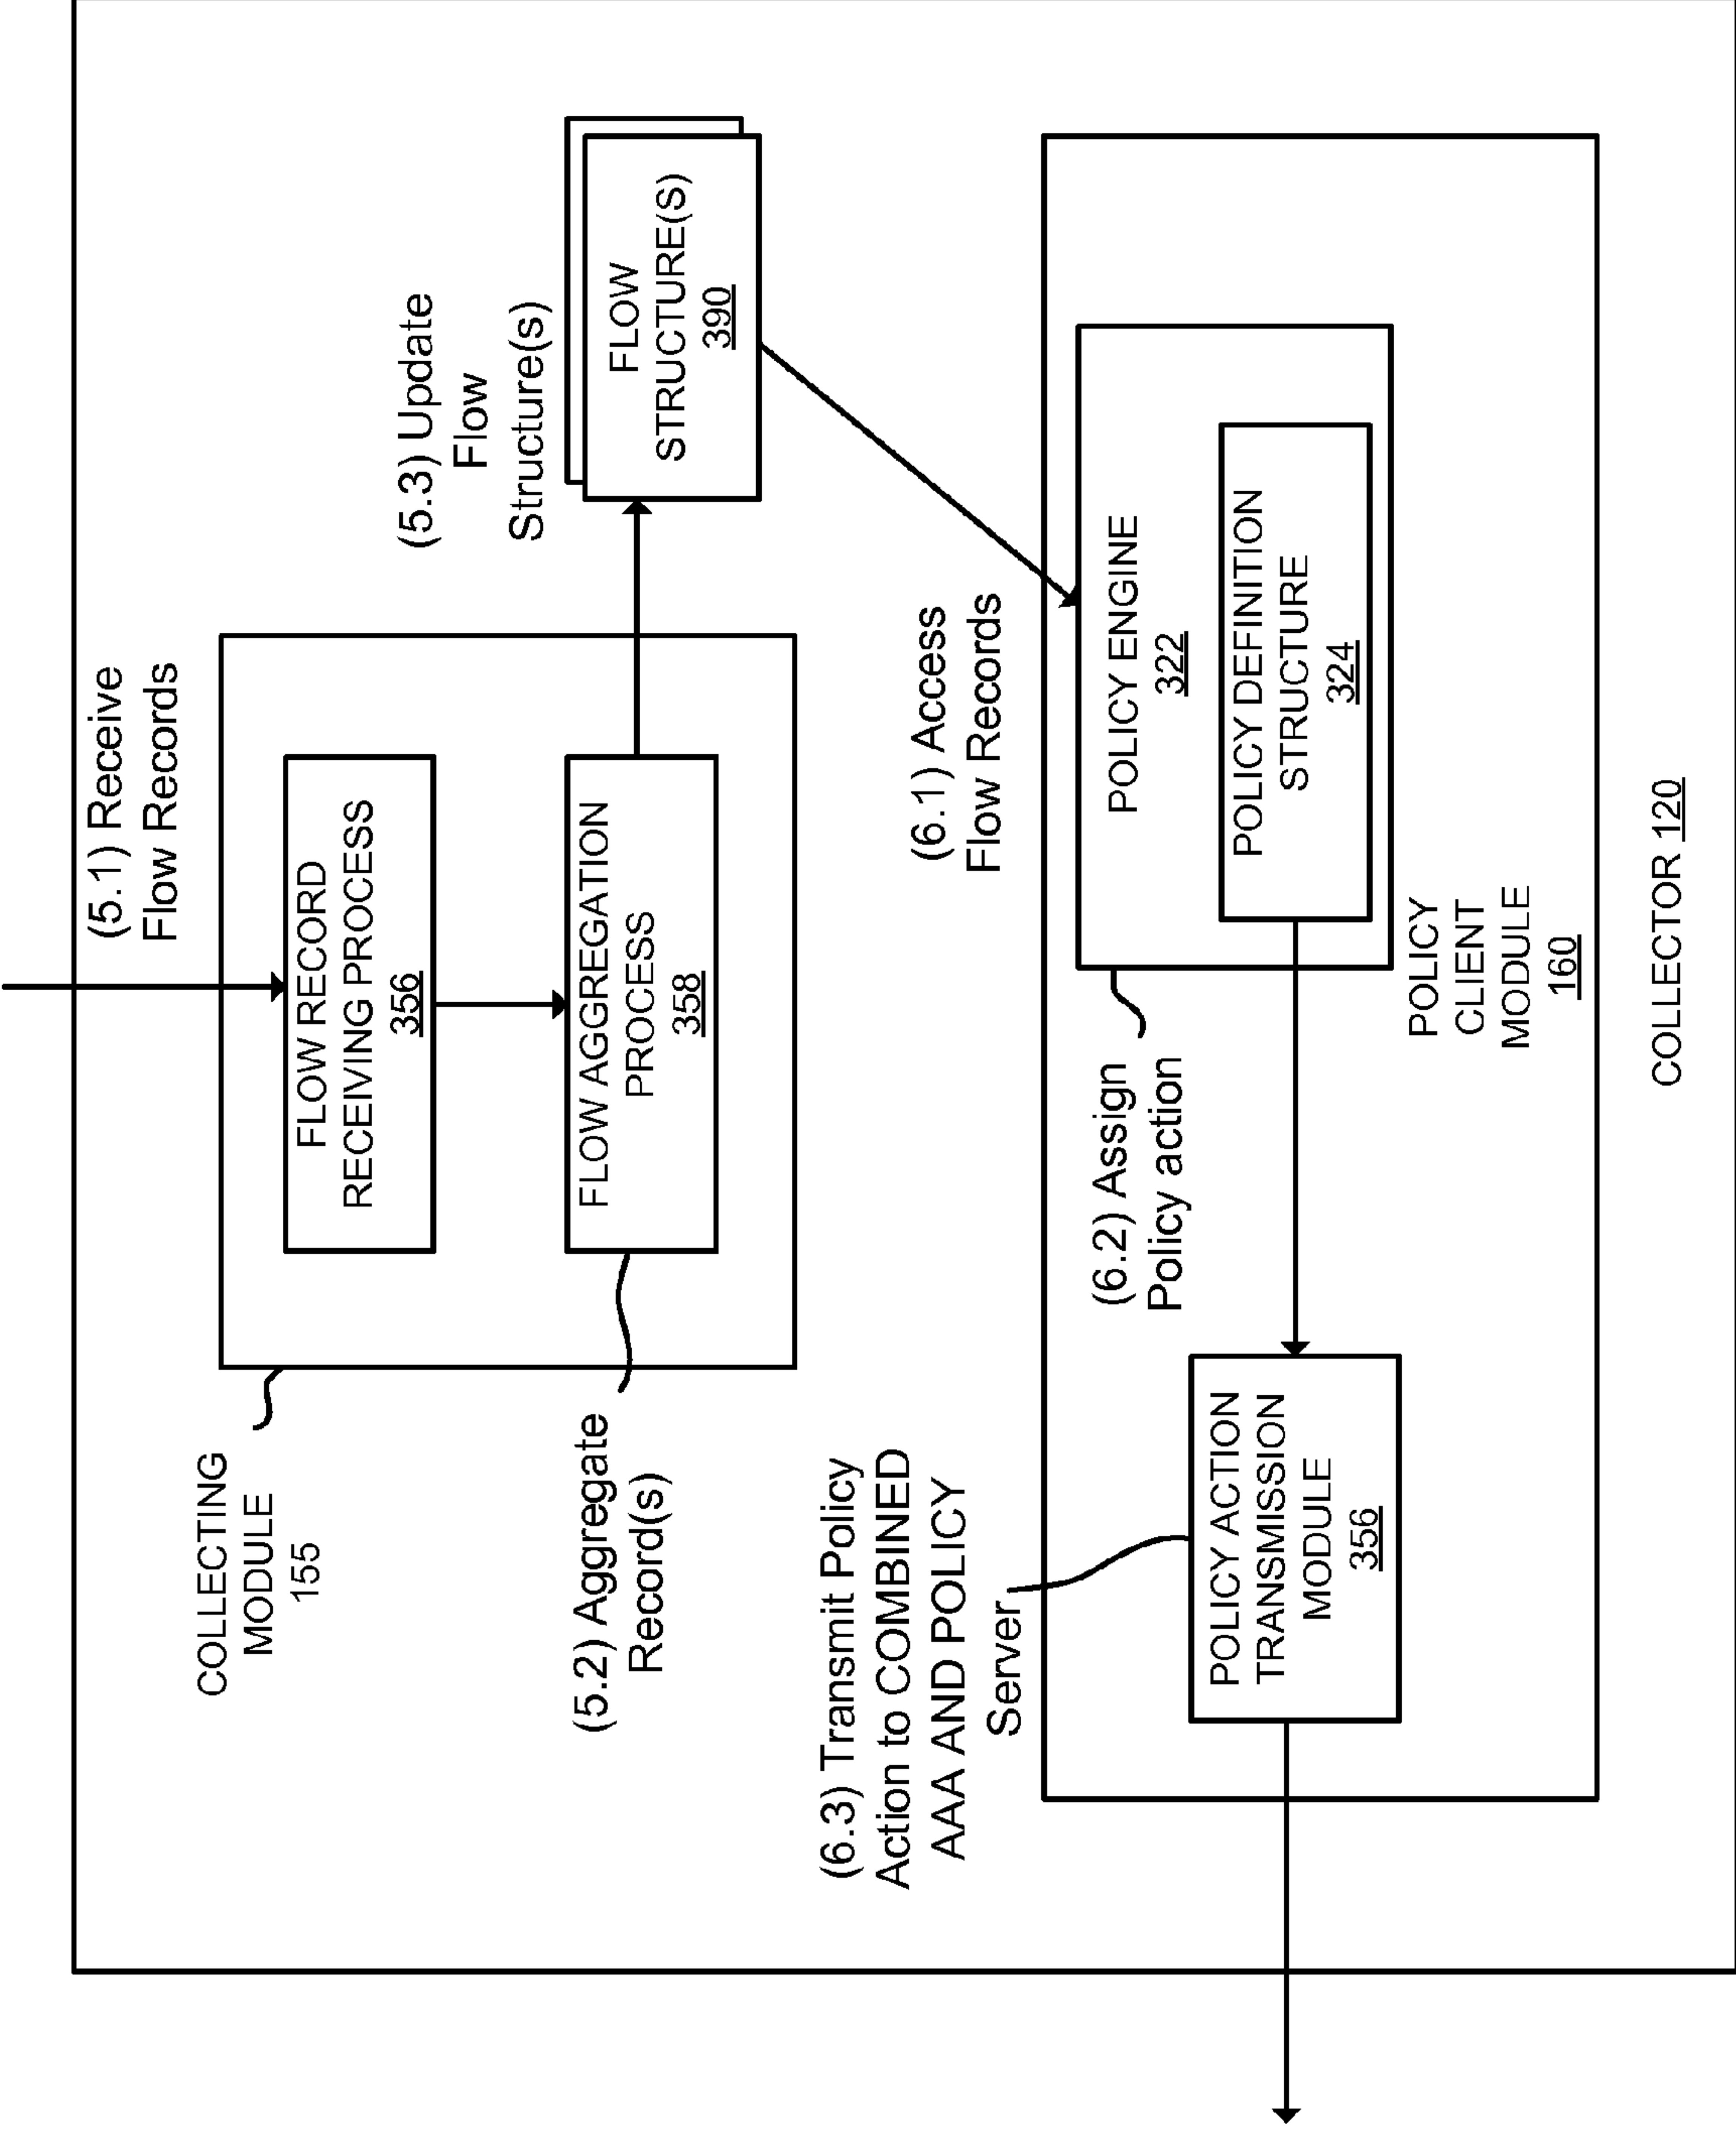 (5.1) Receive
Flow Records
COLLECTING
MODULE
155
FLOW RECORD
RECEIVING PROCESS
356
(5.2) Aggregate
Record(s)
FLOW AGGREGATION
PROCESS
358
(5.3) Update
Flow
Structure(s)
FLOW
STRUCTURE(S)
390
(6.1) Access
Flow Records
POLICY ENGINE
322
POLICY DEFINITION
STRUCTURE
324
(6.2) Assign
Policy action
(6.3) Transmit Policy
Action to COMBINED
AAA AND POLICY
Server
POLICY ACTION
TRANSMISSION
MODULE
356
POLICY
CLIENT
MODULE
160
COLLECTOR 120